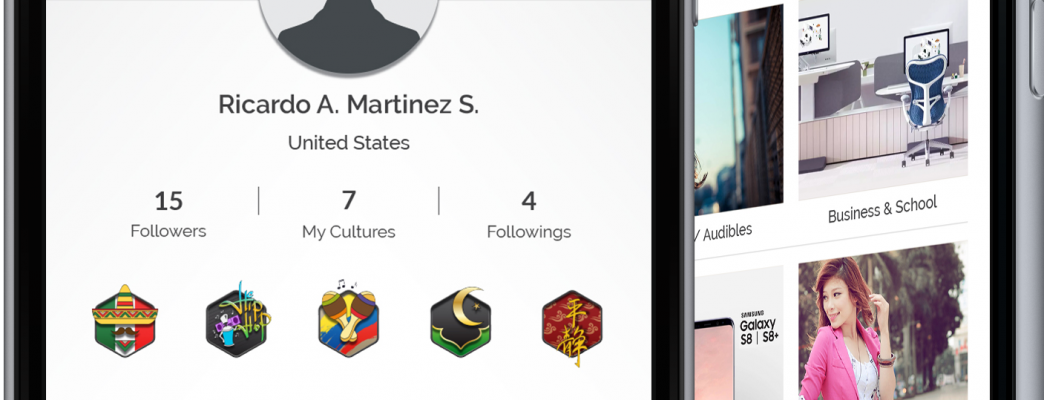 Ricardo A. Martinez S.
United States
15
Followers
7
My Cultures
4
Followings
Hip
Hop
平
静
/ Audibles
Business & School
SAMSUNG
Galaxy
S8 | S8+